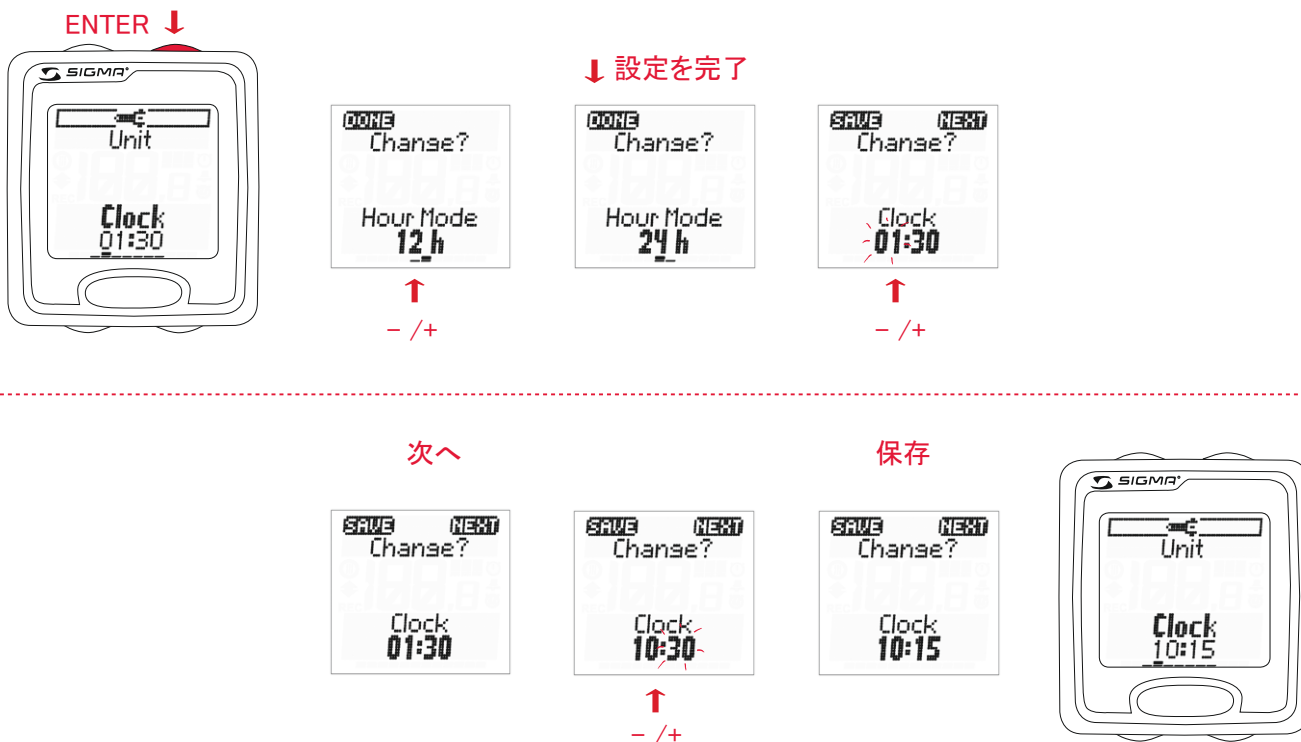 ENTER ↓
SIGMA
Unit
Clock
01:30
DONE
Change?
Hour Mode
12 h
− /+
↓ 設定を完了
DONE
Change?
Hour Mode
24 h
SAVE NEXT
Change?
Clock
01:30
− /+
次へ
SAVE NEXT
Change?
Clock
01:30
SAVE NEXT
Change?
Clock
10:30
− /+
保存
SAVE NEXT
Change?
Clock
10:15
SIGMA
Unit
Clock
10:15